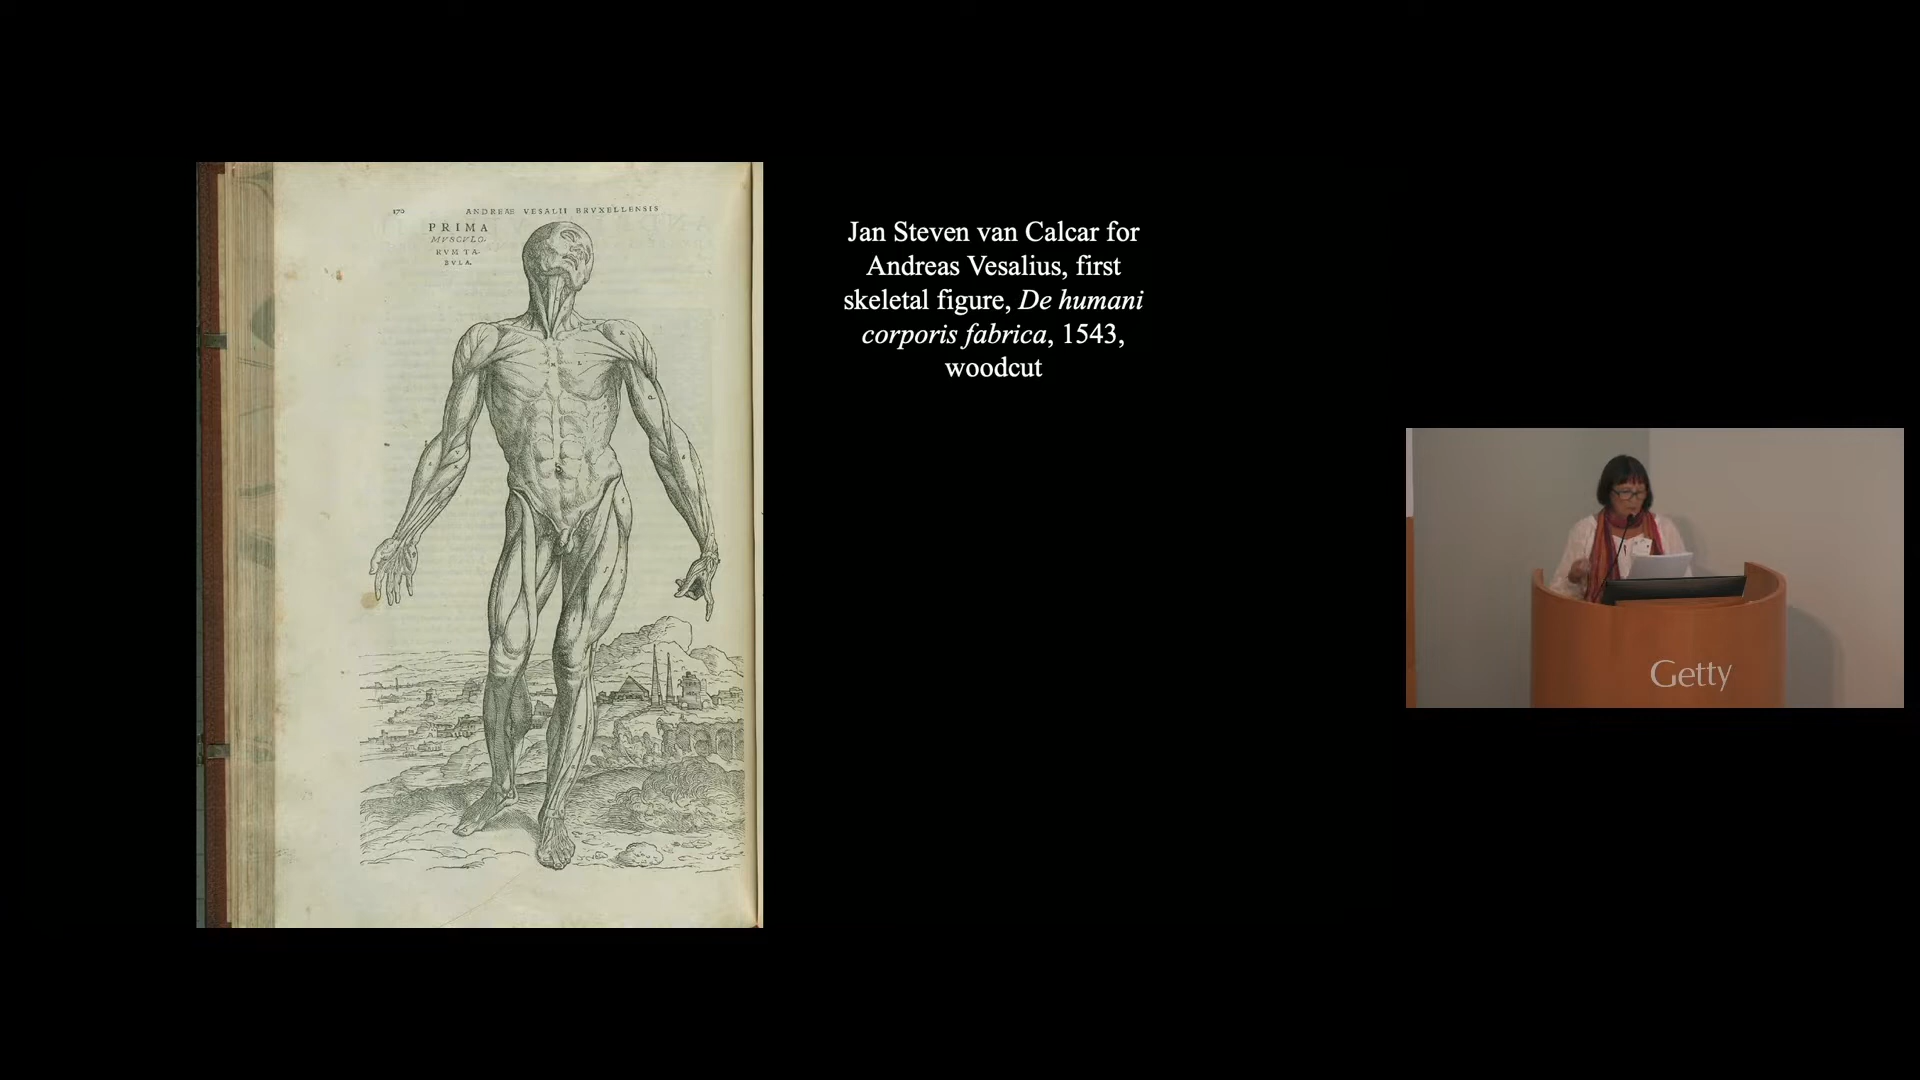 170
ANDREAE VESALII BRVXELLENSIS
PRIMA
MVSCVLO-
RVM TA-
BVLA.
Jan Steven van Calcar for
Andreas Vesalius, first
skeletal figure, De humani
corporis fabrica, 1543,
woodcut
Getty